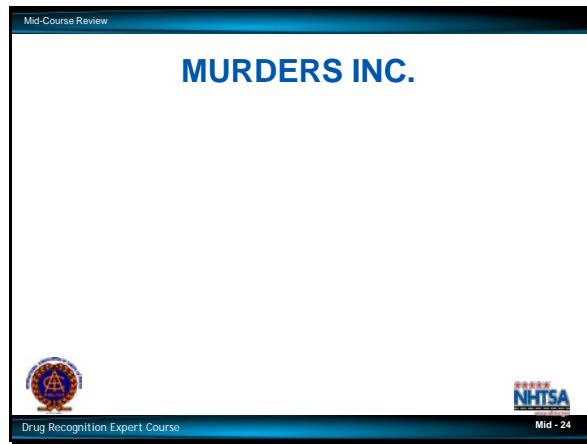 Mid-Course Review
MURDERS INC.
NHTSA
Drug Recognition Expert Course
Mid - 24